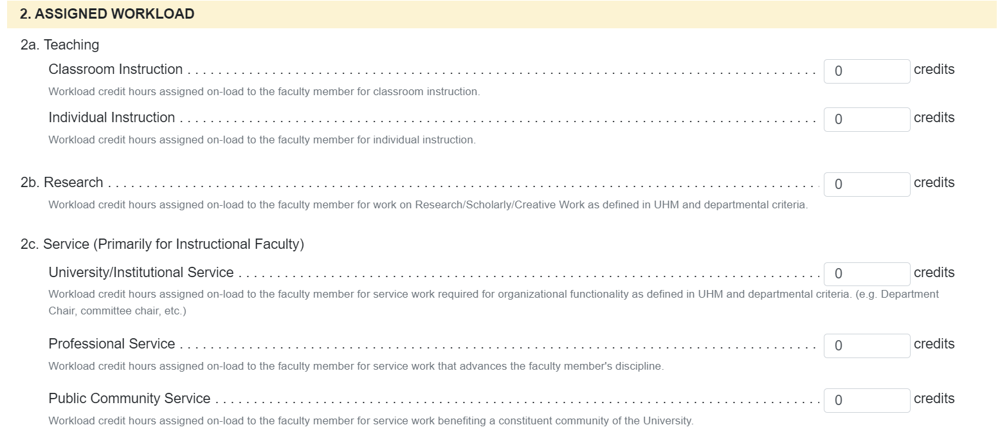 2. ASSIGNED WORKLOAD
2a. Teaching
Classroom Instruction . . . . . . . . . . . . . . . . . . . . . . . . . . . . . . . . . . . . . . . . 0 credits
Workload credit hours assigned on-load to the faculty member for classroom instruction.
Individual Instruction . . . . . . . . . . . . . . . . . . . . . . . . . . . . . . . . . . . . . . . . 0 credits
Workload credit hours assigned on-load to the faculty member for individual instruction.
2b. Research . . . . . . . . . . . . . . . . . . . . . . . . . . . . . . . . . . . . . . . . 0 credits
Workload credit hours assigned on-load to the faculty member for work on Research/Scholarly/Creative Work as defined in UHM and departmental criteria.
2c. Service (Primarily for Instructional Faculty)
University/Institutional Service . . . . . . . . . . . . . . . . . . . . . . . . . . . . . . . . . . . . . . . . 0 credits
Workload credit hours assigned on-load to the faculty member for service work required for organizational functionality as defined in UHM and departmental criteria. (e.g. Department
Chair, committee chair, etc.)
Professional Service . . . . . . . . . . . . . . . . . . . . . . . . . . . . . . . . . . . . . . . . 0 credits
Workload credit hours assigned on-load to the faculty member for service work that advances the faculty member's discipline.
Public Community Service . . . . . . . . . . . . . . . . . . . . . . . . . . . . . . . . . . . . . . . . 0 credits
Workload credit hours assigned on-load to the faculty member for service work benefiting a constituent community of the University.